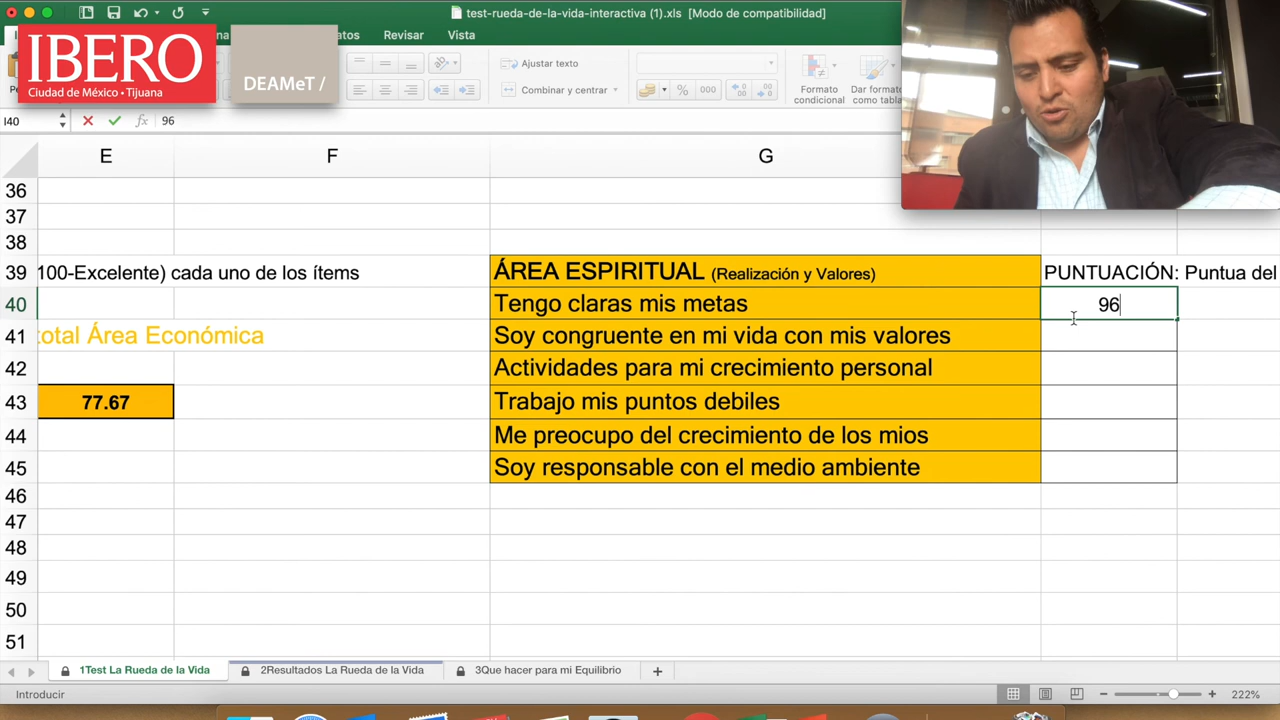 test-rueda-de-la-vida-interactiva (1).xls [Modo de compatibilidad]
Revisar
Vista
IBERO
Ciudad de México • Tijuana
DEAMeT /
Ajustar texto
Combinar y centrar
% 000
Formato condicional
Dar formato como tabla
I40
fx 96
E F G
36
37
38
39 100-Excelente) cada uno de los ítems ÁREA ESPIRITUAL (Realización y Valores) PUNTUACIÓN: Puntua del
40 Tengo claras mis metas 96
41 otal Área Económica Soy congruente en mi vida con mis valores
42 Actividades para mi crecimiento personal
43 77.67 Trabajo mis puntos debiles
44 Me preocupo del crecimiento de los mios
45 Soy responsable con el medio ambiente
46
47
48
49
50
51
1Test La Rueda de la Vida 2Resultados La Rueda de la Vida 3Que hacer para mi Equilibrio
Introducir 222%